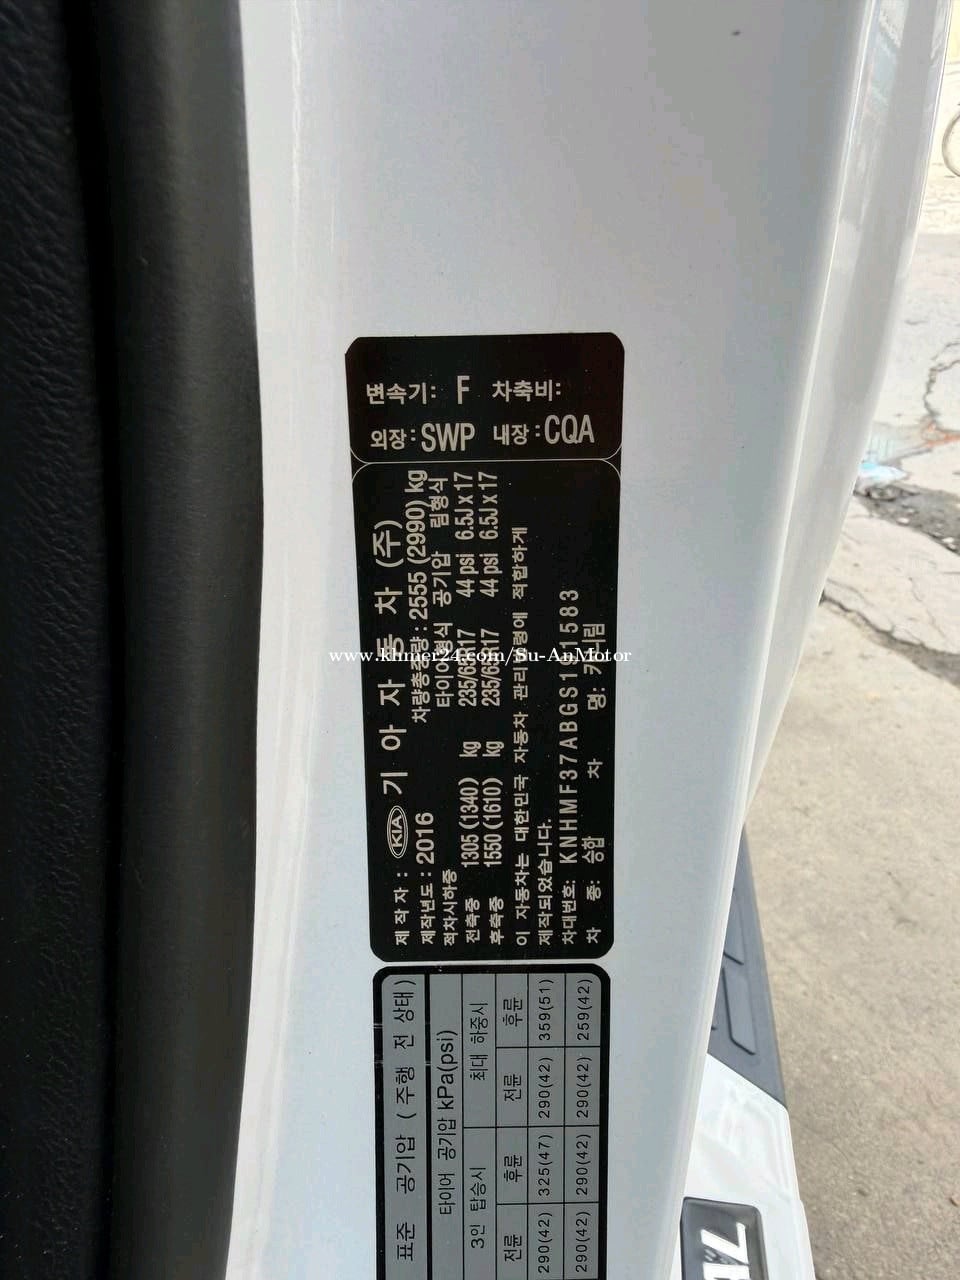 변속기: F 차축비:
외장: SWP 내장: CQA
제 작 자 : KIA 기 아 자 동 차 (주)
제작년도 : 2016 차량총중량 : 2555 (2990) kg
적차시하중 타이어형식 공기압 림형식
전축중 1305 (1340) kg 235/65R17 44 psi 6.5J x 17
후축중 1550 (1610) kg 235/65R17 44 psi 6.5J x 17
이 자동차는 대한민국 자동차 관리법령에 적합하게
제작되었습니다.
차대번호: KNHMF37ABGS191583
차 종: 승합 차 명: 카니발
www.khmer24.com/Su-AnMotor
표준 공기압 ( 주행 전 상태)
타이어 공기압 kPa(psi)
3인 탑승시 최대 하중시
전륜 후륜 전륜 후륜
290(42) 325(47) 290(42) 359(51)
290(42) 290(42) 290(42) 259(42)